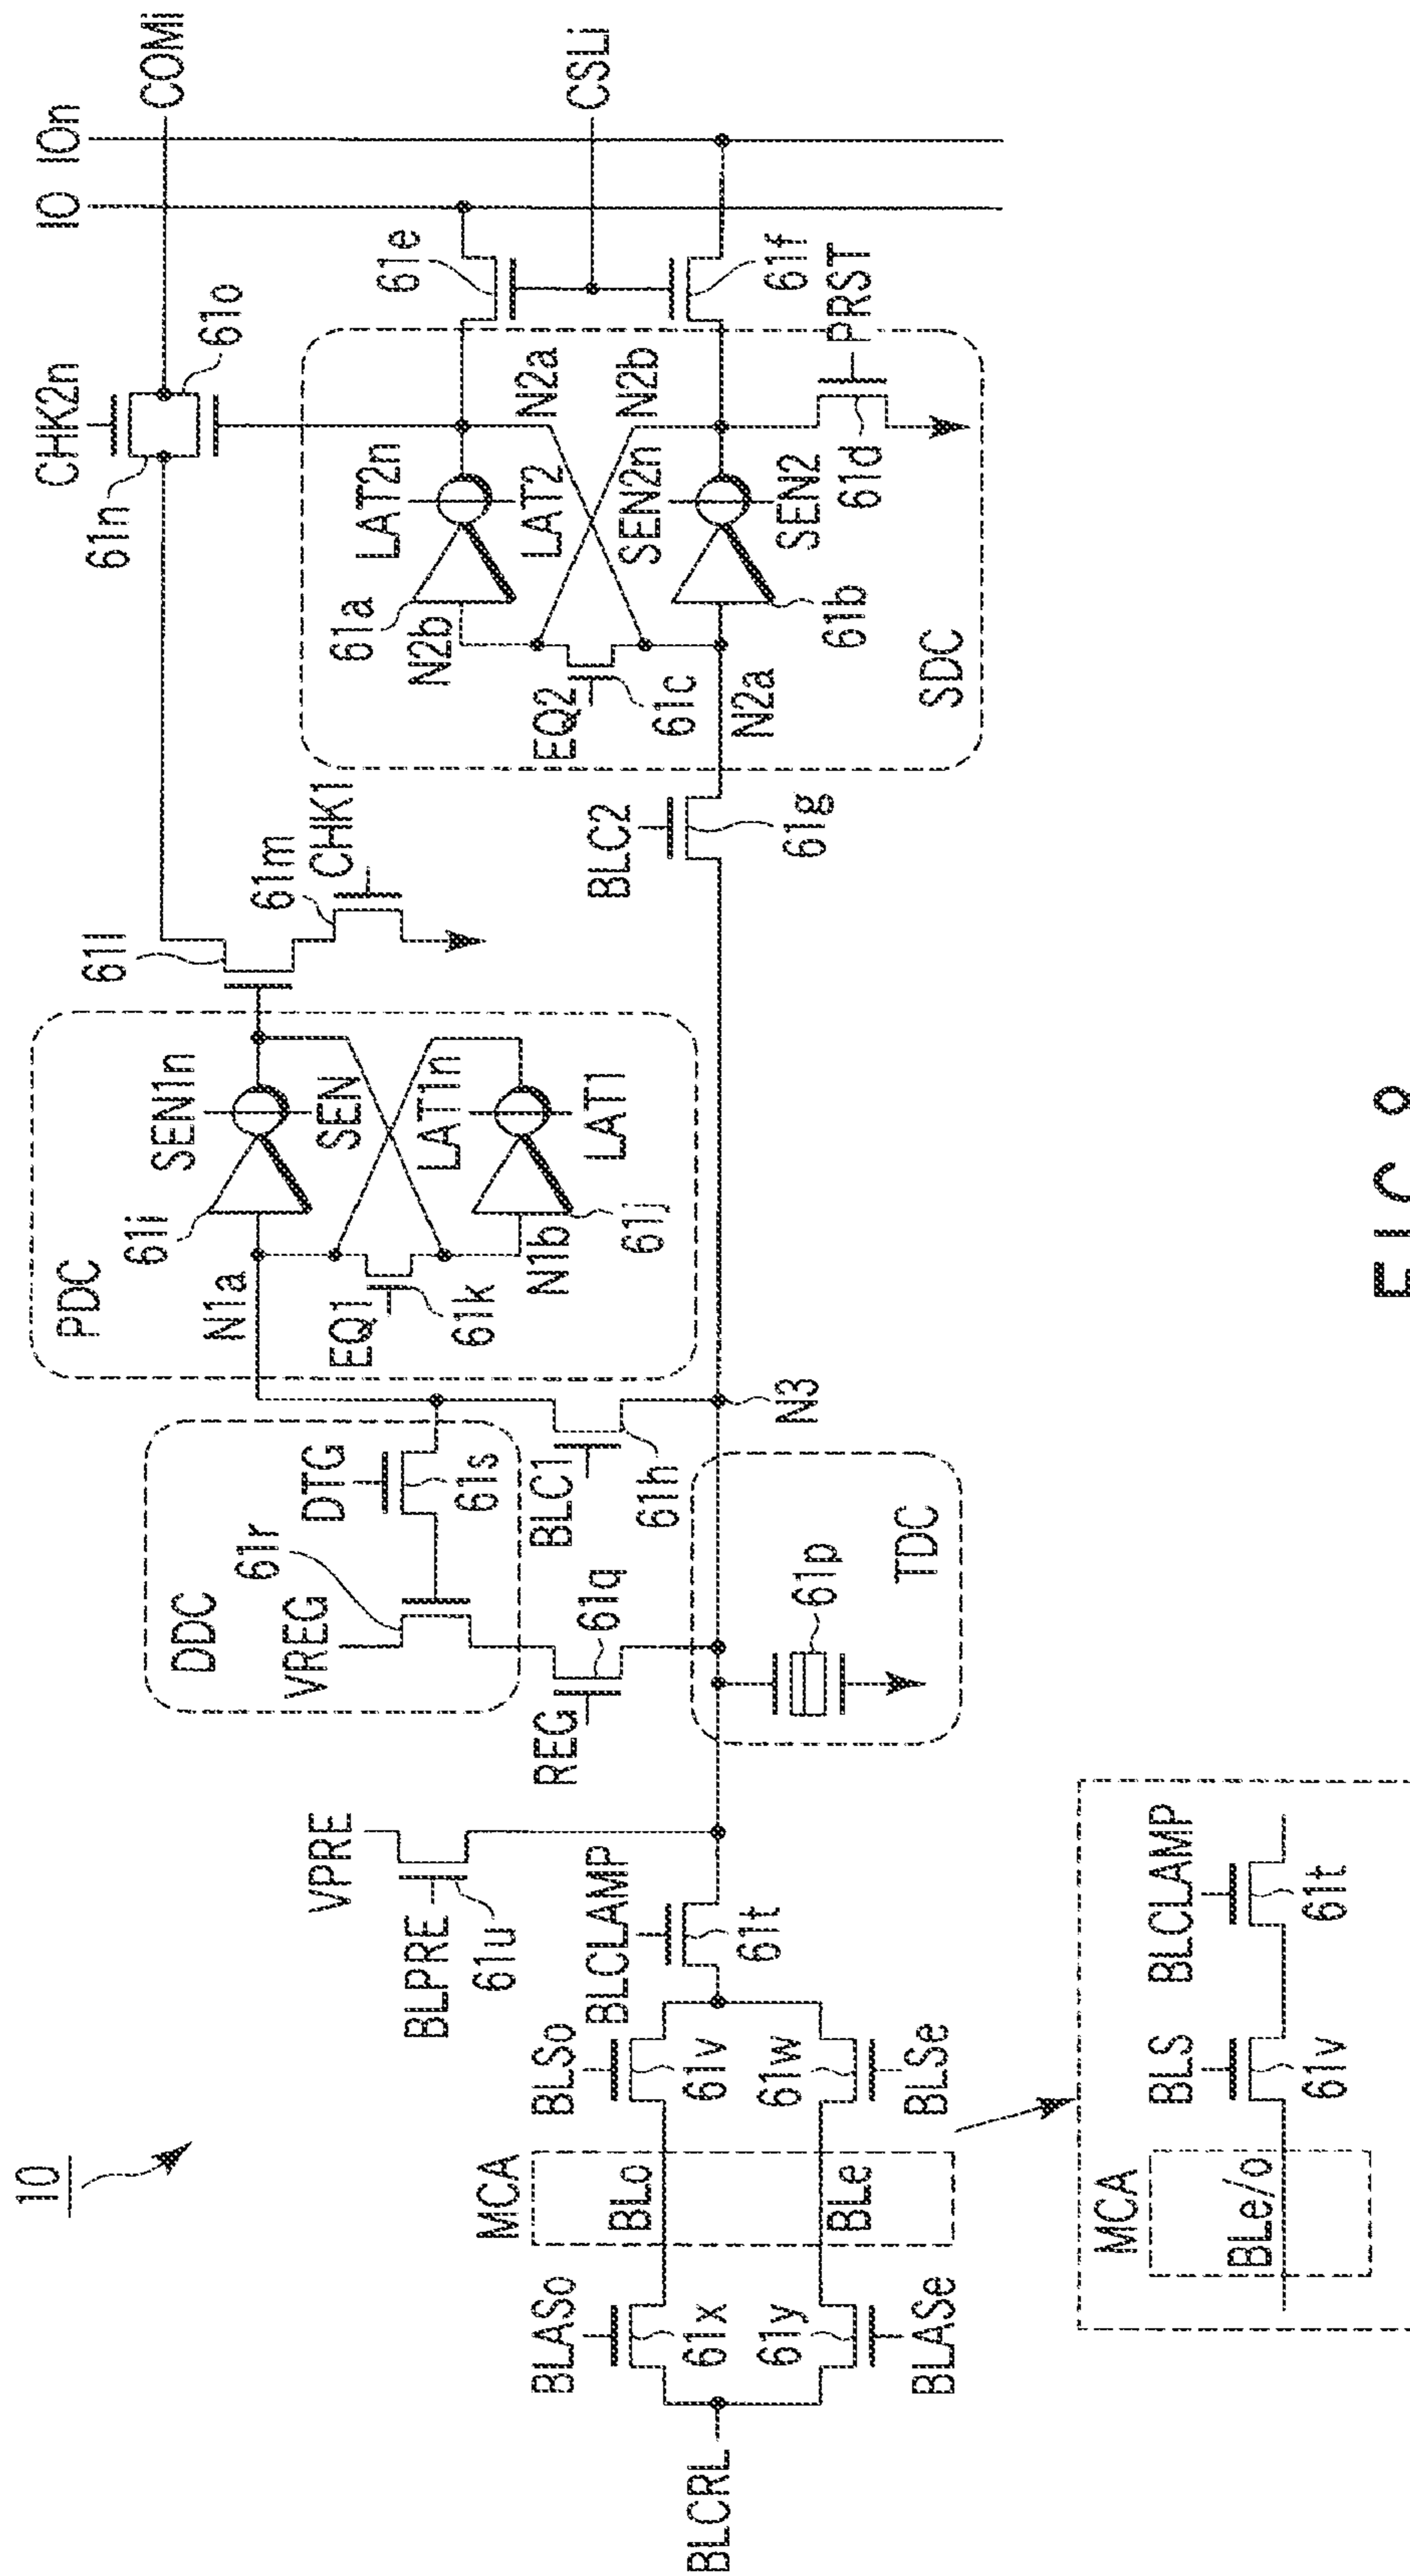 10
BLCRL
BLASo
61x
61y
BLASe
MCA
BLo
BLe
BLSo
61v
61w
BLSe
BLCLAMP
61t
VPRE
BLPRE
61u
DDC
VREG
61r
DTG
61s
REG
61q
BLC1
61h
TDC
61p
N3
PDC
N1a
61i
SEN1n
SEN
EQ1
61k
LAT1n
N1b
61j
LAT1
61l
61m
CHK1
BLC2
61g
SDC
61a
N2b
LAT2n
LAT2
N2a
EQ2
61c
N2a
SEN2n
N2b
SEN2
61b
61d
PRST
CHK2n
61n
61o
61e
61f
IO
IOn
COMi
CSLi
MCA
BLe/o
BLS
61v
BLCLAMP
61t